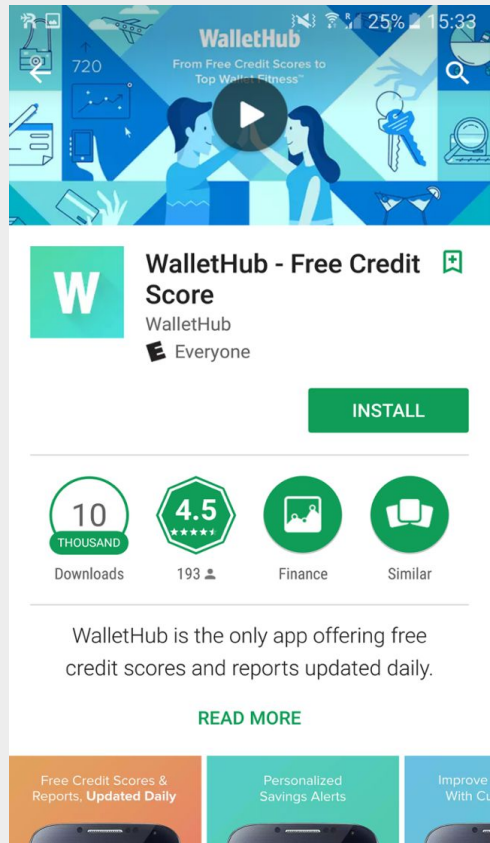 25% 15:33
WalletHub
From Free Credit Scores to
Top Wallet Fitness™
720
W
WalletHub - Free Credit
Score
WalletHub
E Everyone
INSTALL
10
THOUSAND
Downloads
4.5
193
Finance
Similar
WalletHub is the only app offering free
credit scores and reports updated daily.
READ MORE
Free Credit Scores &
Reports, Updated Daily
Personalized
Savings Alerts
Improve
With Cu